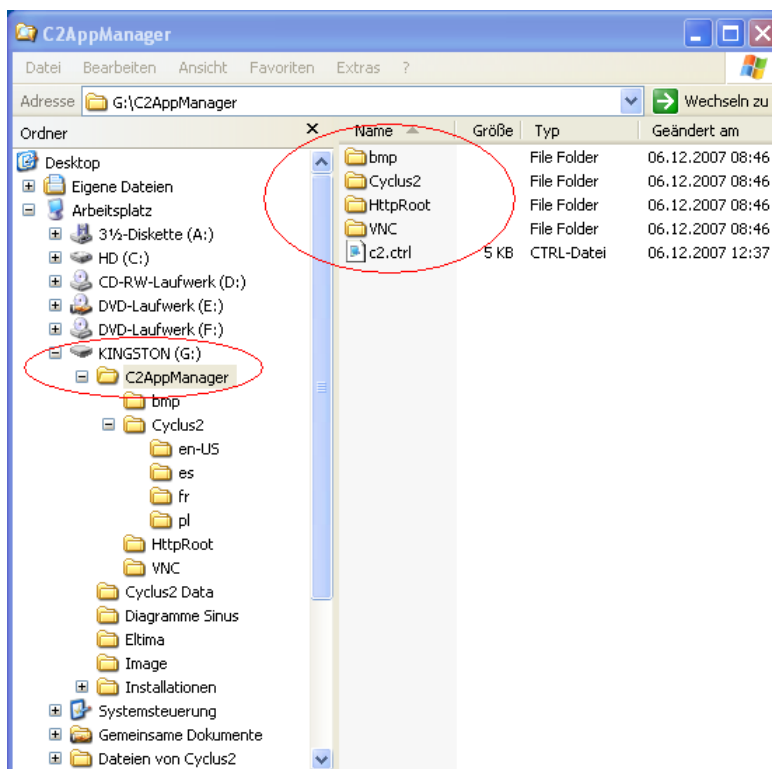 C2AppManager
Datei Bearbeiten Ansicht Favoriten Extras ?
Adresse G:\C2AppManager Wechseln zu
Ordner x
Desktop
Eigene Dateien
Arbeitsplatz
3½-Diskette (A:)
HD (C:)
CD-RW-Laufwerk (D:)
DVD-Laufwerk (E:)
DVD-Laufwerk (F:)
KINGSTON (G:)
C2AppManager
bmp
Cyclus2
en-US
es
fr
pl
HttpRoot
VNC
Cyclus2 Data
Diagramme Sinus
Eltima
Image
Installationen
Systemsteuerung
Gemeinsame Dokumente
Dateien von Cyclus2
Name Größe Typ Geändert am
bmp File Folder 06.12.2007 08:46
Cyclus2 File Folder 06.12.2007 08:46
HttpRoot File Folder 06.12.2007 08:46
VNC File Folder 06.12.2007 08:46
c2.ctrl 5 KB CTRL-Datei 06.12.2007 12:37